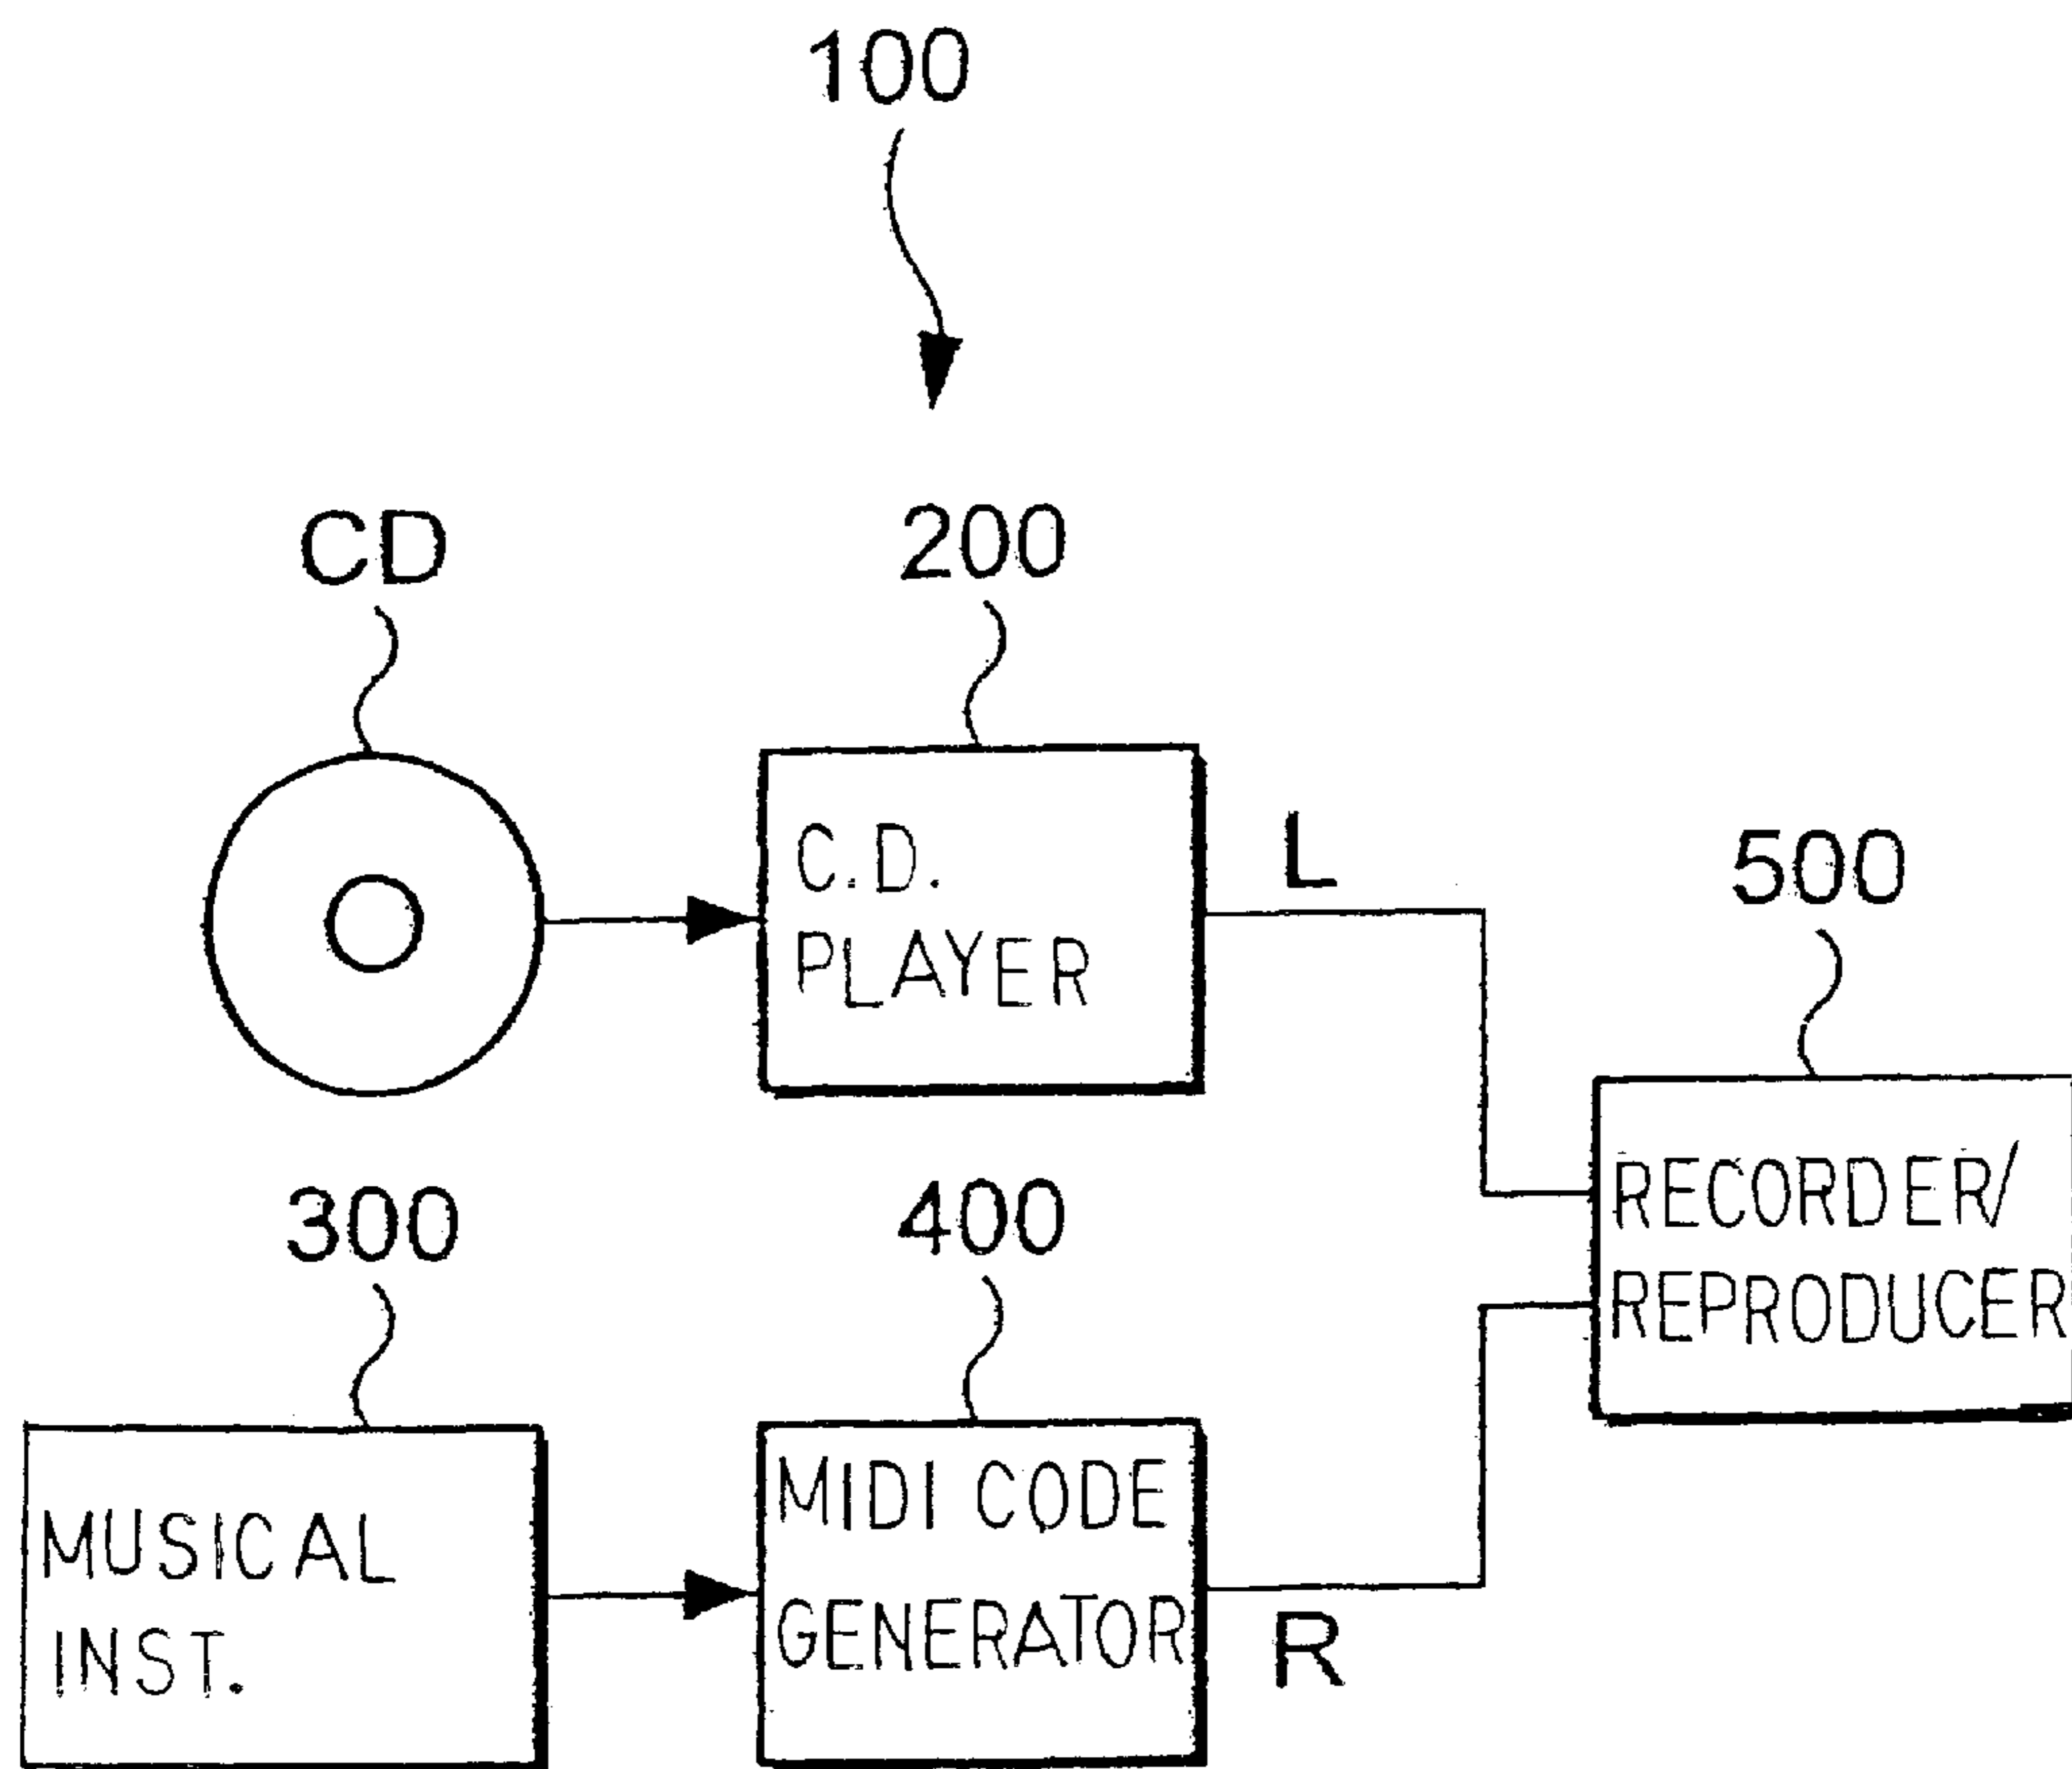 100
CD
200
C.D.
PLAYER
L
500
RECORDER/
REPRODUCER
300
400
MUSICAL
INST.
MIDI CODE
GENERATOR
R